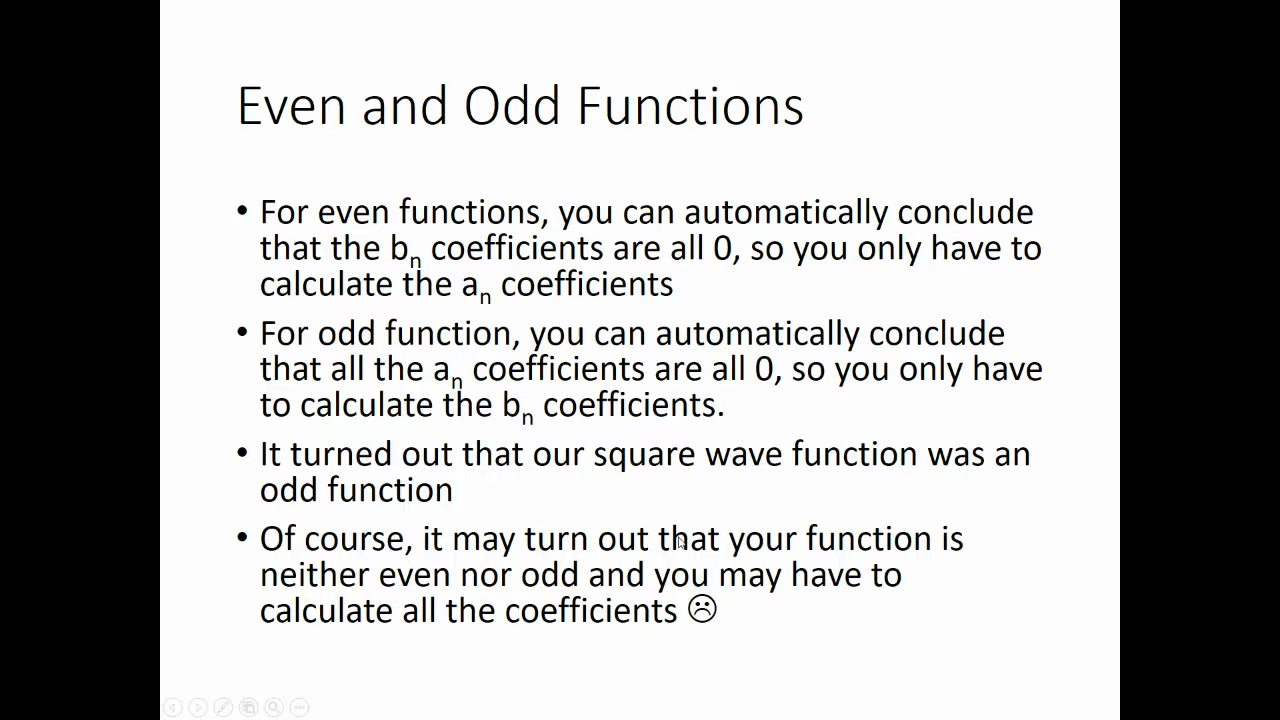 Even and Odd Functions
• For even functions, you can automatically conclude
that the bn coefficients are all 0, so you only have to
calculate the an coefficients
• For odd function, you can automatically conclude
that all the an coefficients are all 0, so you only have
to calculate the bn coefficients.
• It turned out that our square wave function was an
odd function
• Of course, it may turn out that your function is
neither even nor odd and you may have to
calculate all the coefficients ☹